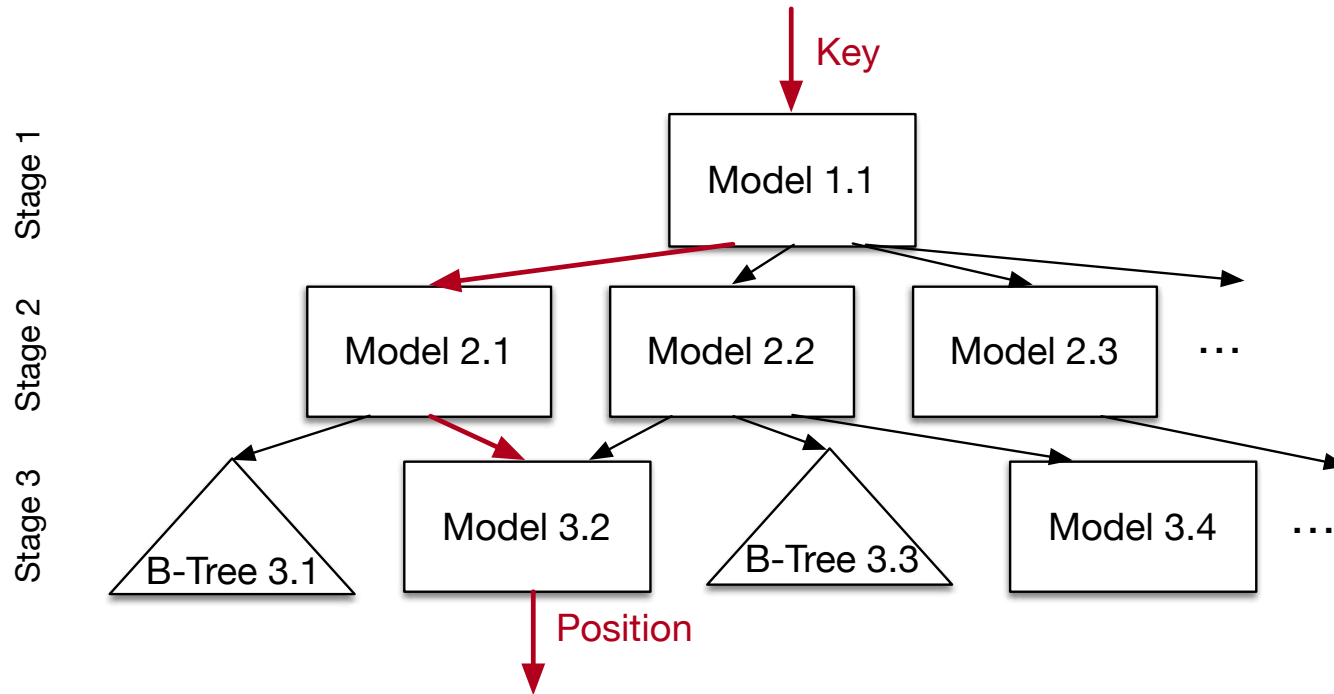 Key
Stage 1
Model 1.1
Stage 2
Model 2.1
Model 2.2
Model 2.3
...
Stage 3
B-Tree 3.1
Model 3.2
B-Tree 3.3
Model 3.4
...
Position